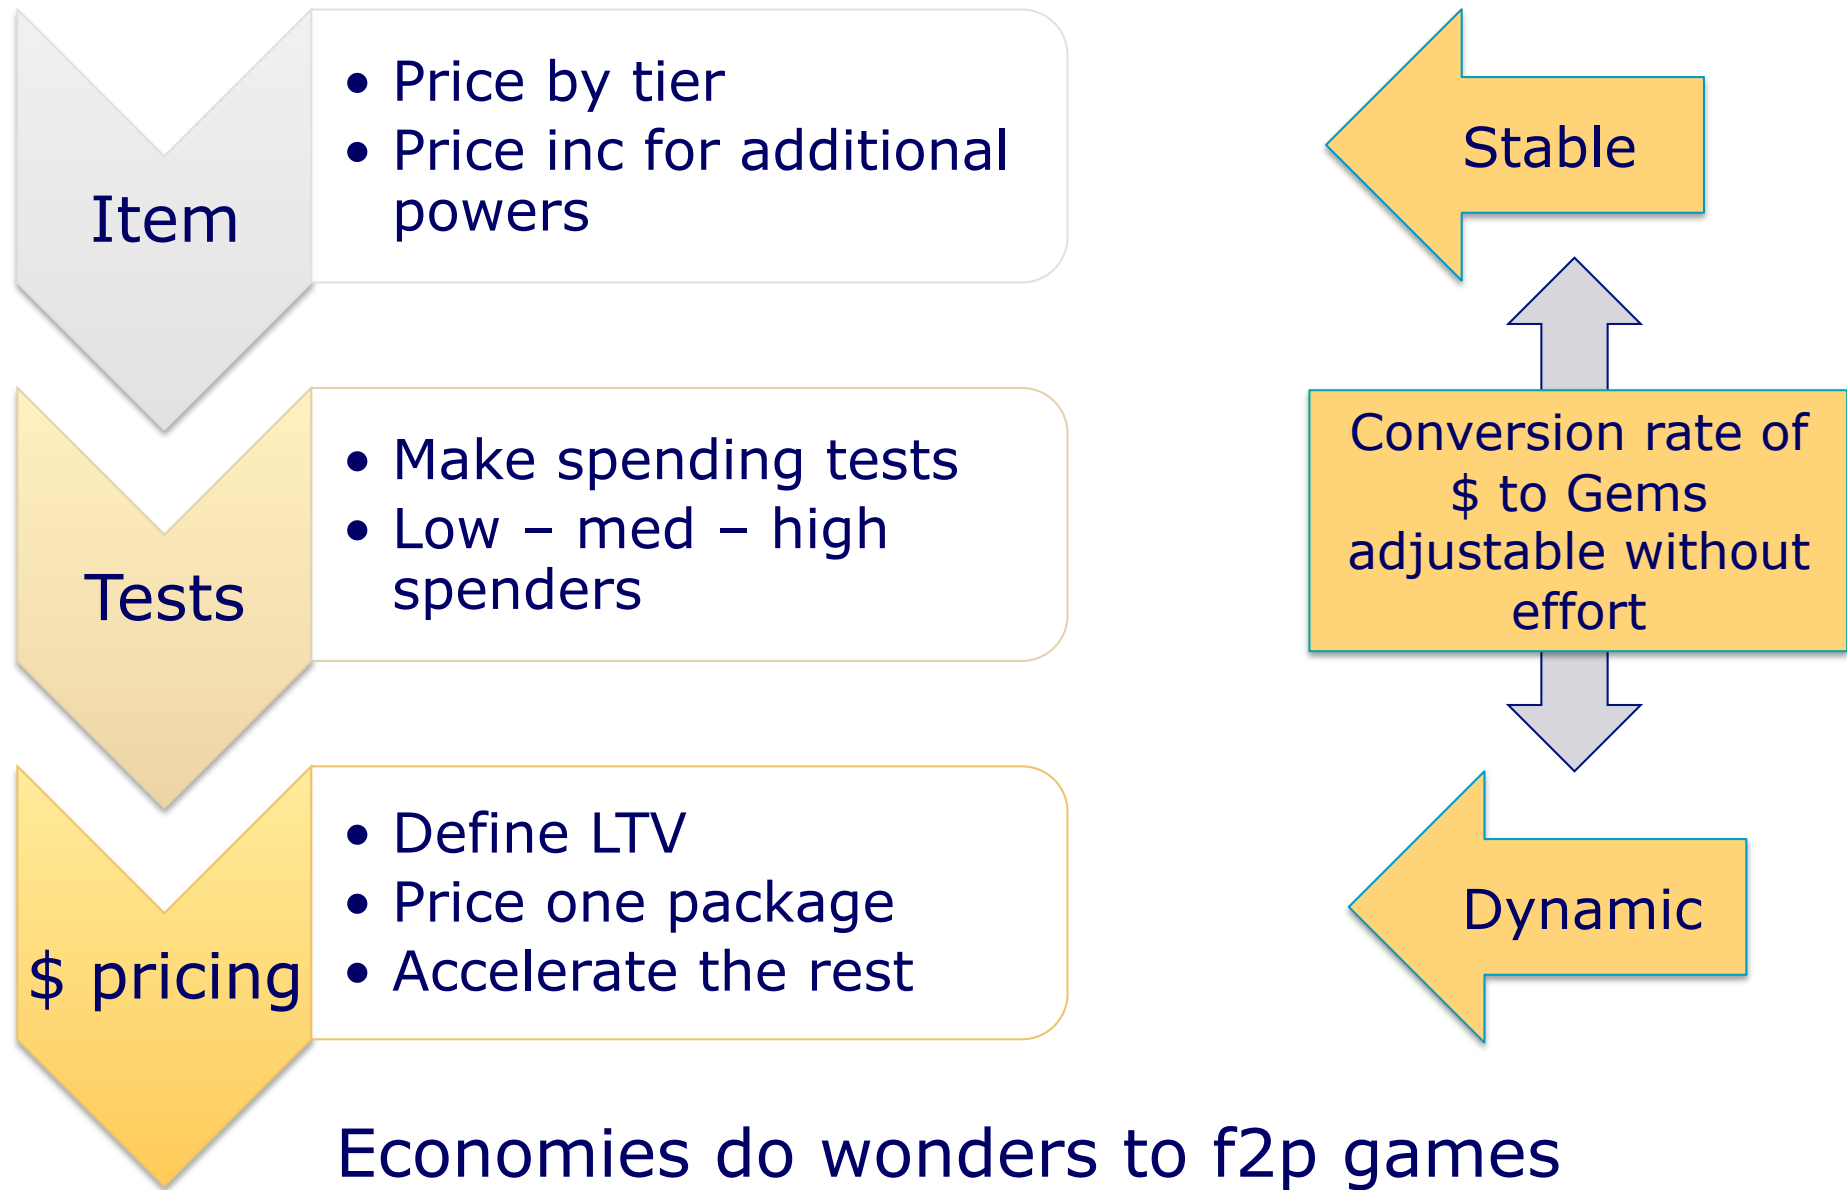 Item
• Price by tier
• Price inc for additional
powers
Stable
Tests
• Make spending tests
• Low – med – high
spenders
Conversion rate of
$ to Gems
adjustable without
effort
$ pricing
• Define LTV
• Price one package
• Accelerate the rest
Dynamic
Economies do wonders to f2p games